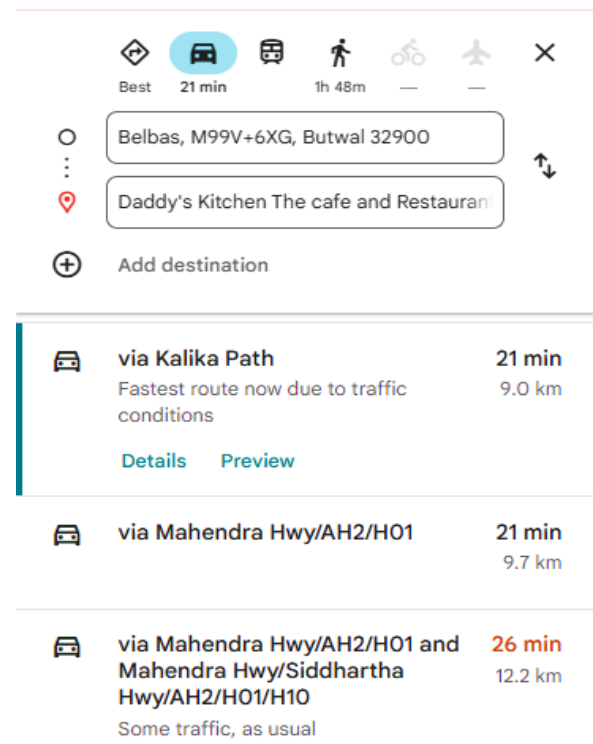 Best 21 min 1h 48m — —
Belbas, M99V+6XG, Butwal 32900
Daddy's Kitchen The cafe and Restauran
Add destination
via Kalika Path 21 min
Fastest route now due to traffic 9.0 km
conditions
Details Preview
via Mahendra Hwy/AH2/H01 21 min
9.7 km
via Mahendra Hwy/AH2/H01 and 26 min
Mahendra Hwy/Siddhartha 12.2 km
Hwy/AH2/H01/H10
Some traffic, as usual